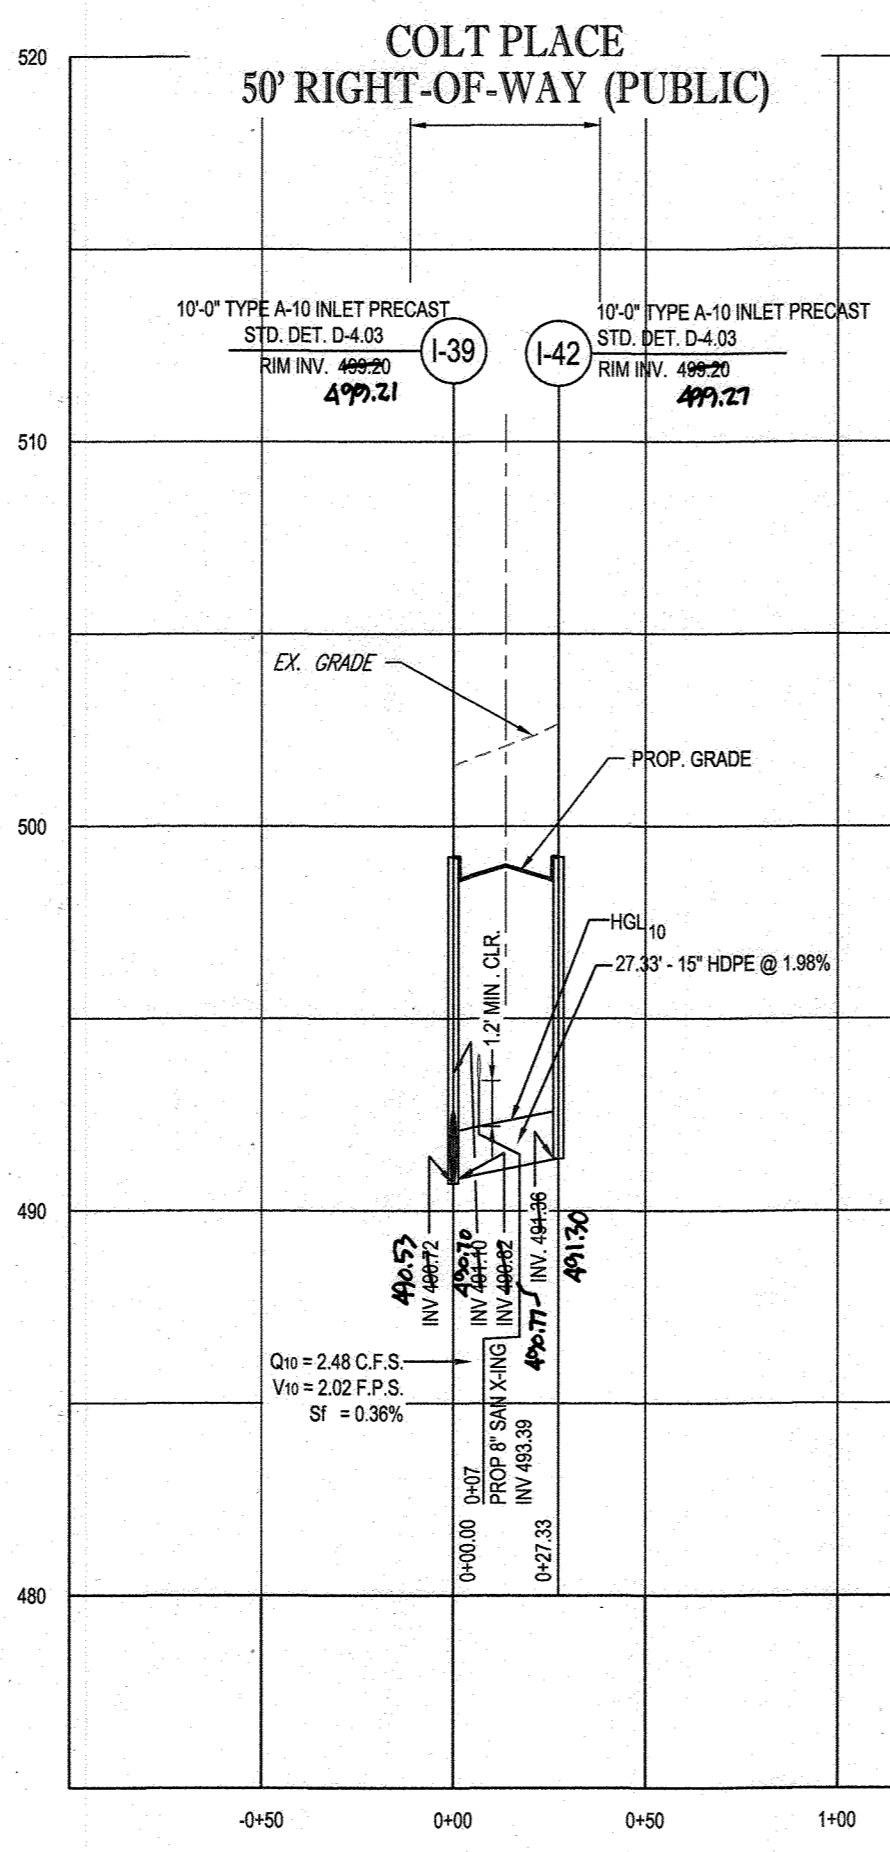 COLT PLACE
50' RIGHT-OF-WAY (PUBLIC)
520
10'-0" TYPE A-10 INLET PRECAST
STD. DET. D-4.03
RIM INV. 499.20
499.21
I-39
I-42
10'-0" TYPE A-10 INLET PRECAST
STD. DET. D-4.03
RIM INV. 499.20
499.27
510
EX. GRADE
PROP. GRADE
500
HGL10
27.33' - 15" HDPE @ 1.98%
1.2' MIN. CLR.
490
490.53
INV 490.72
490.70
INV 491.10
INV 490.82
490.77
INV. 491.36
491.30
Q10 = 2.48 C.F.S.
V10 = 2.02 F.P.S.
Sf = 0.36%
0+07
PROP 8" SAN X-ING
INV 493.39
0+00.00
0+27.33
480
-0+50
0+00
0+50
1+00